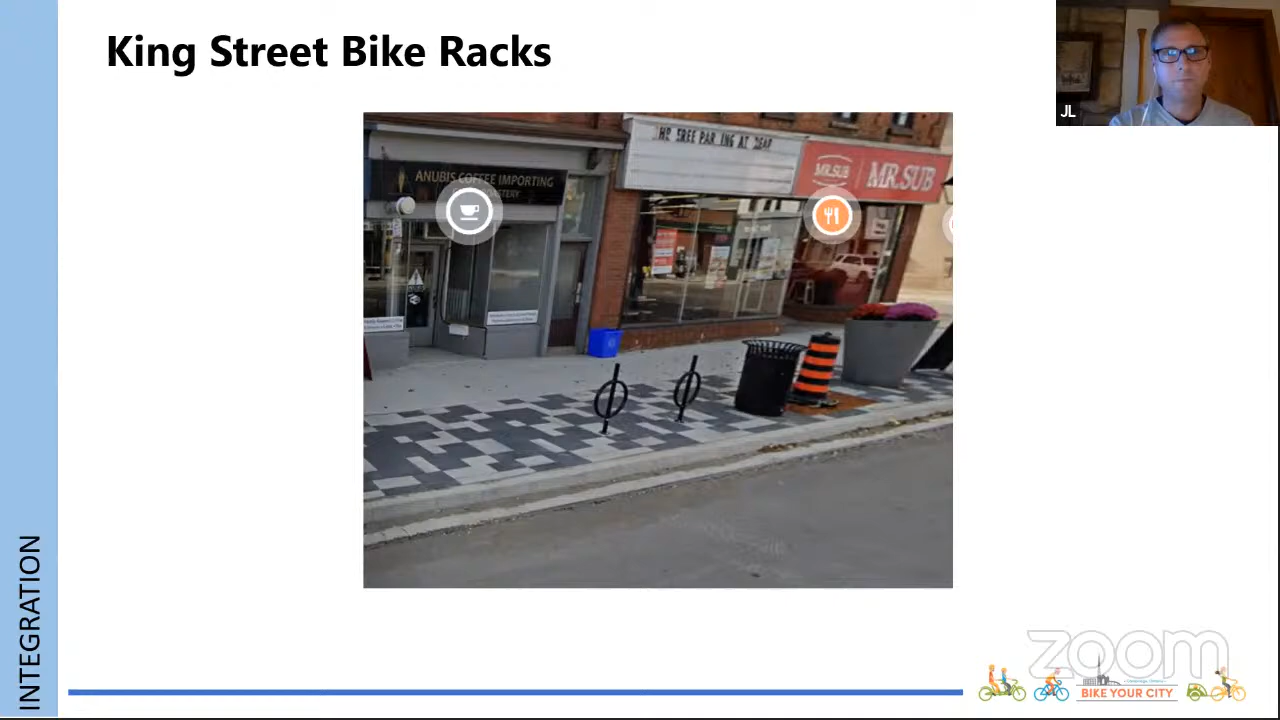 King Street Bike Racks
JL
ANUBIS COFFEE IMPORTING
MR.SUB
MR.SUB
INTEGRATION
zoom
BIKE YOUR CITY